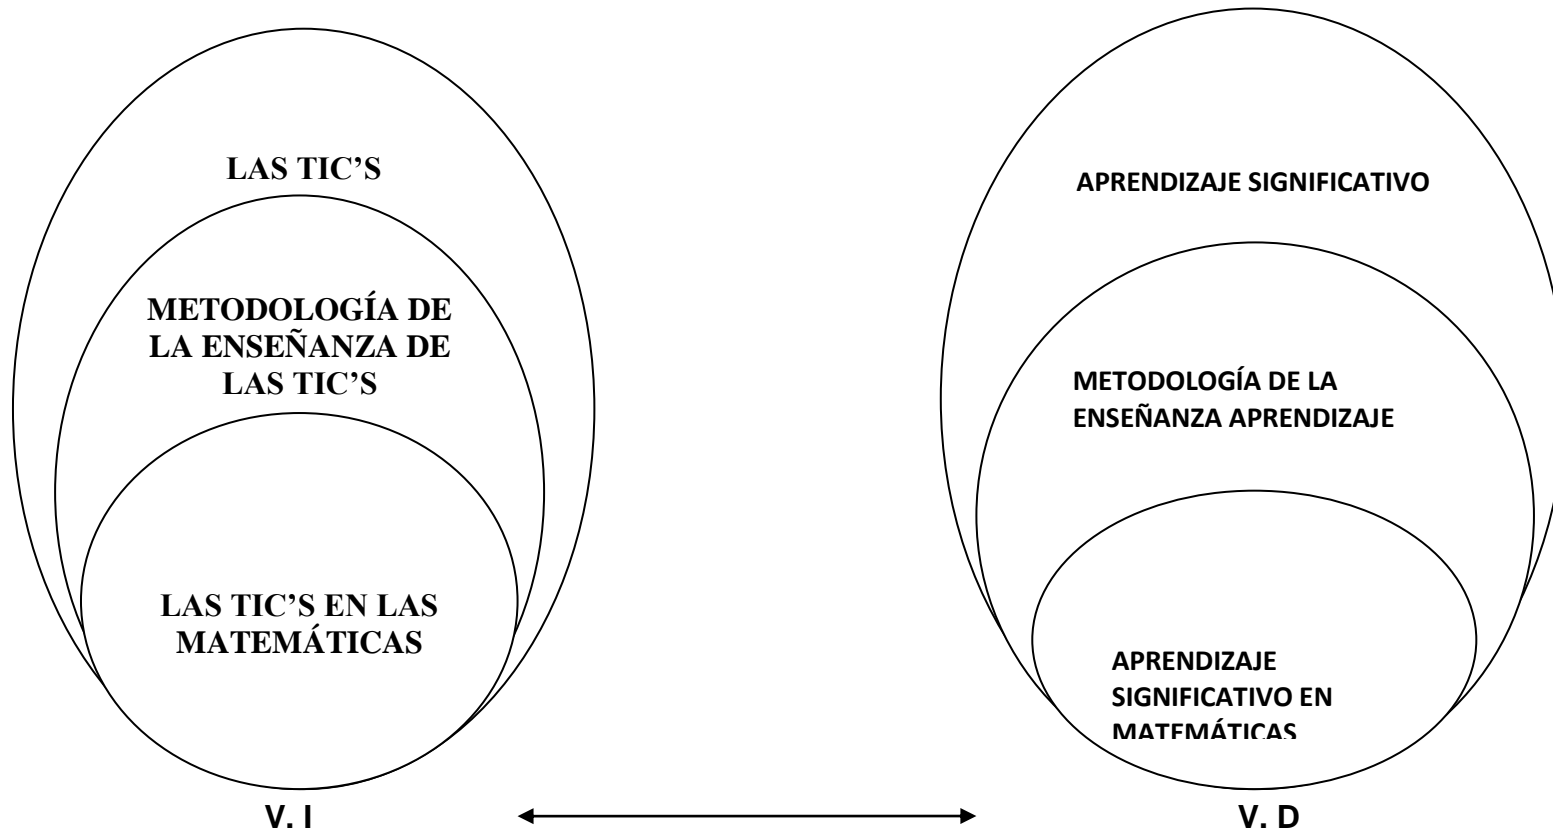 LAS TIC’S
METODOLOGÍA DE
LA ENSEÑANZA DE
LAS TIC’S
LAS TIC’S EN LAS
MATEMÁTICAS
V. I
APRENDIZAJE SIGNIFICATIVO
METODOLOGÍA DE LA
ENSEÑANZA APRENDIZAJE
APRENDIZAJE
SIGNIFICATIVO EN
MATEMÁTICAS
V. D